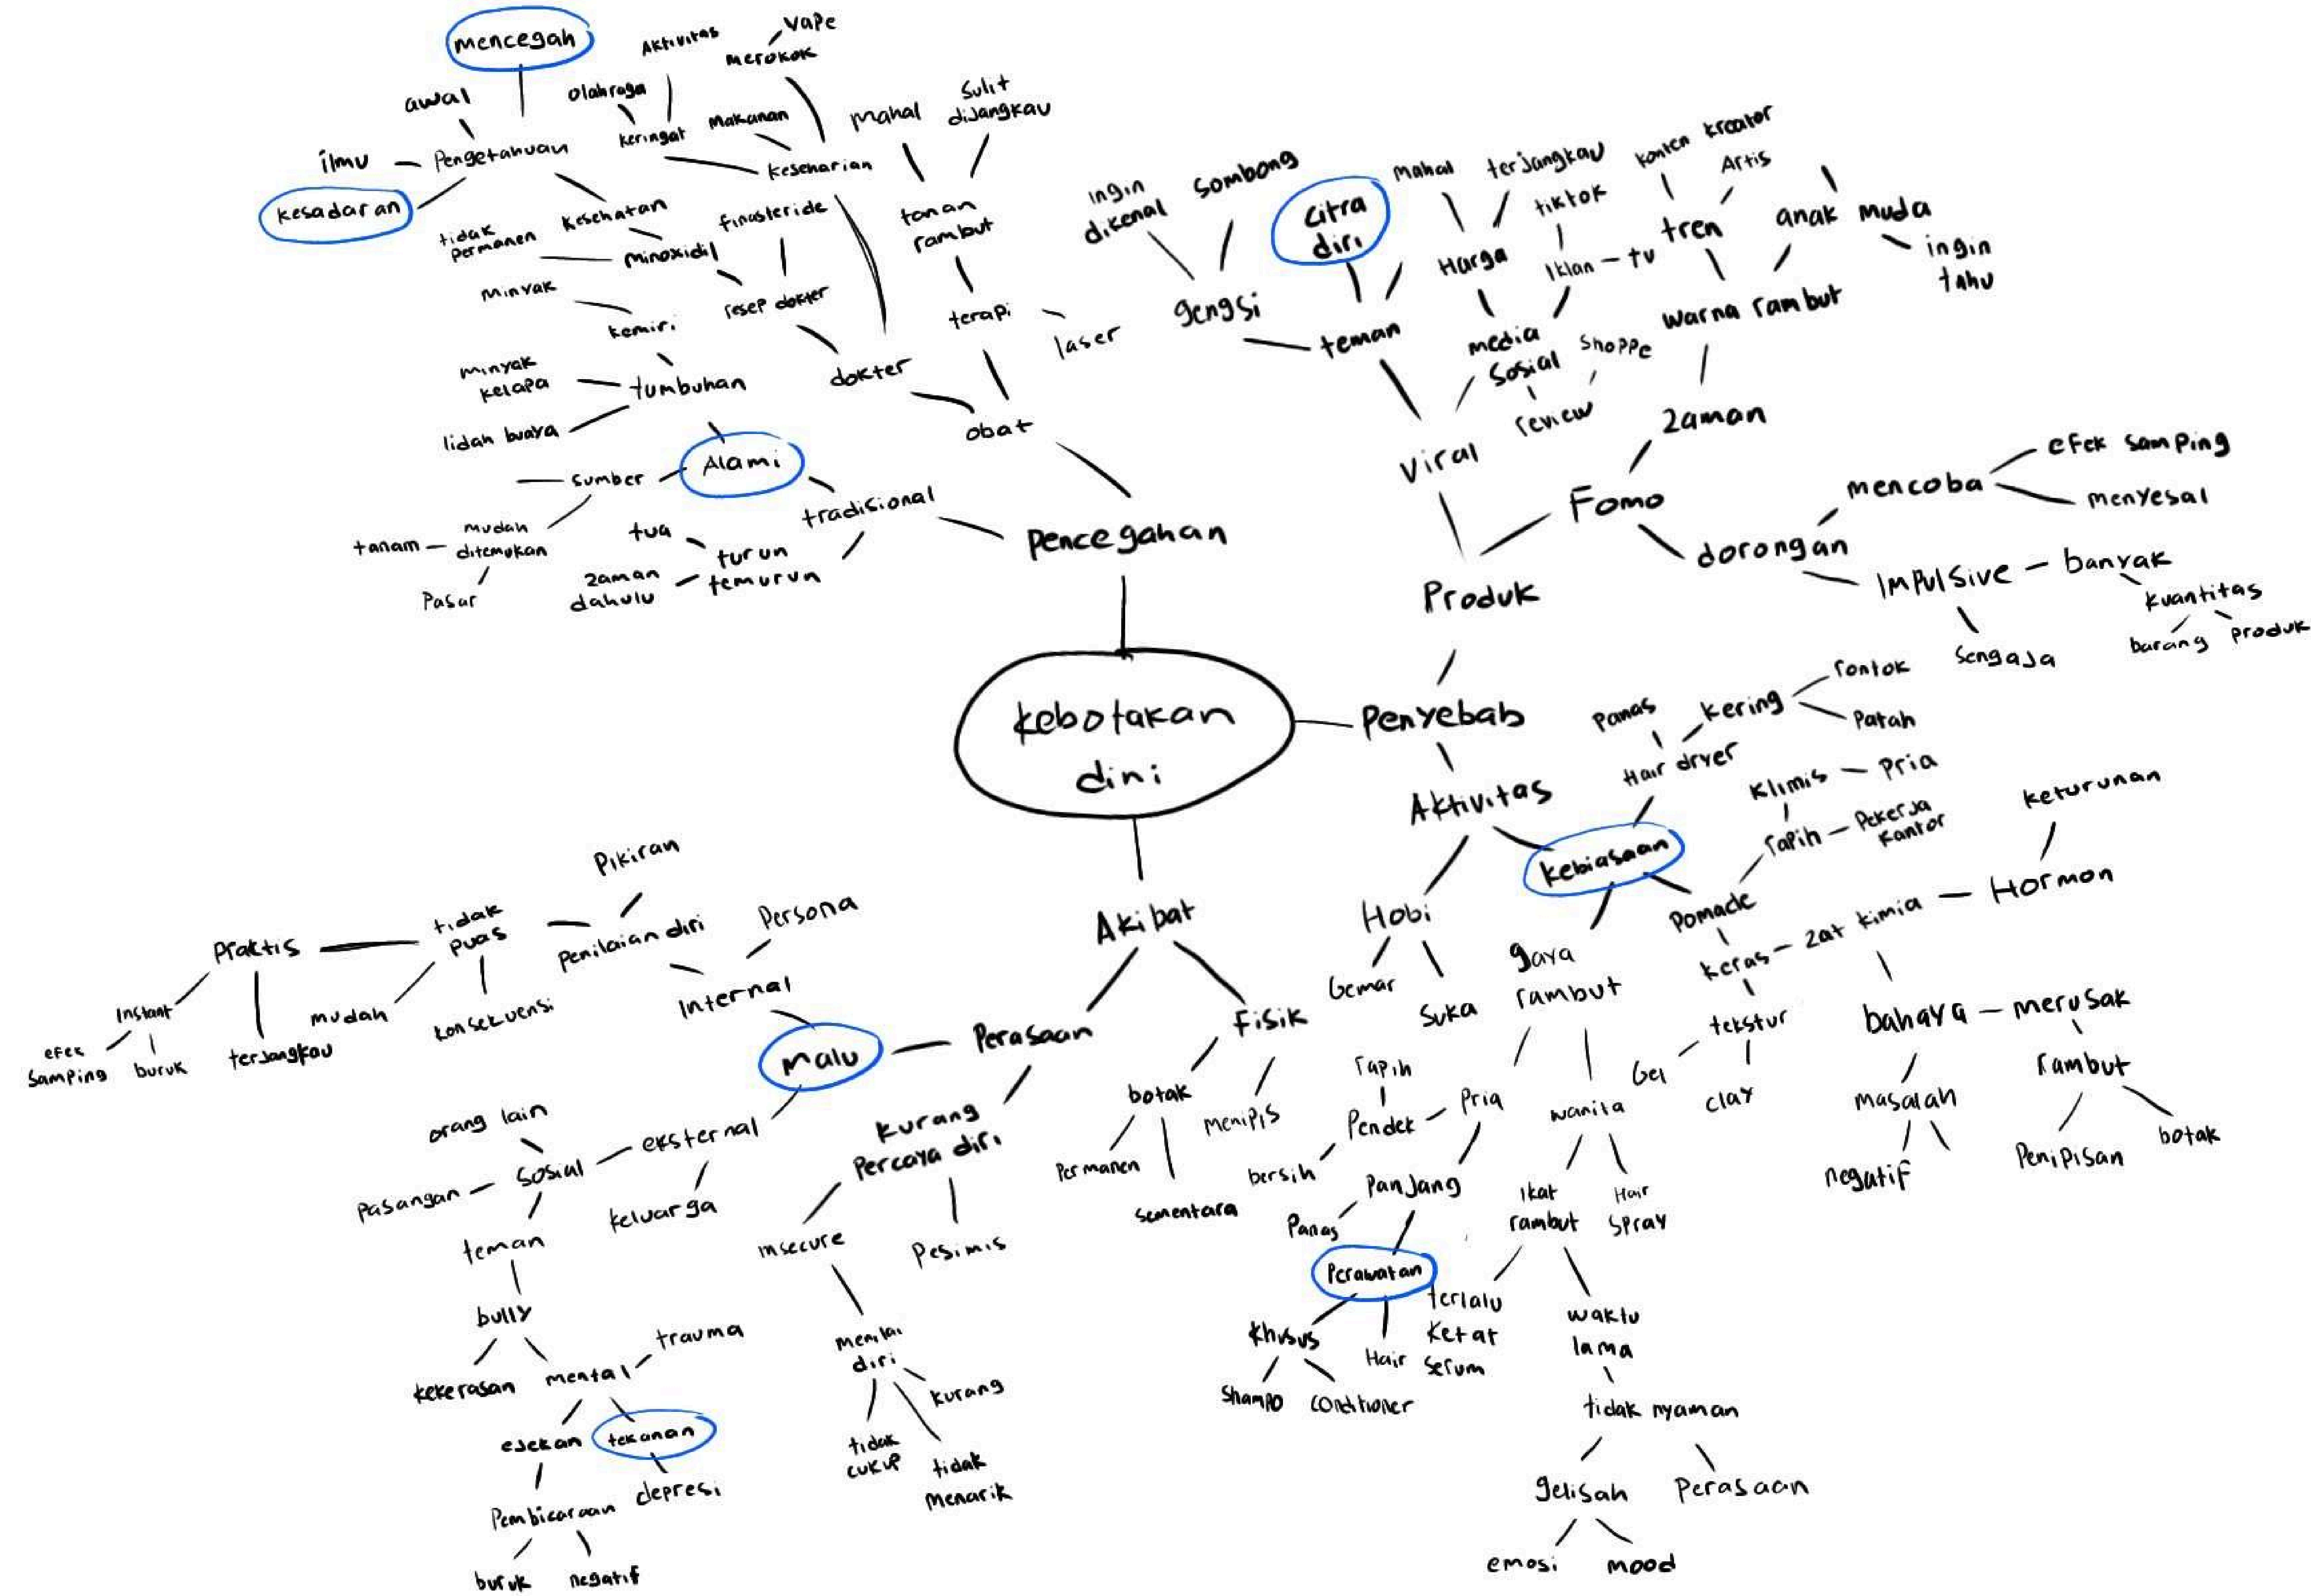 mencegah
Aktivitas
vape
merokok
awal
olahraga
keringat
makanan
mahal
sulit
dijangkau
ilmu
Pengetahuan
keseharian
kesadaran
kesehatan
finasteride
tanam
rambut
tidak
permanen
minoxidil
minyak
resep dokter
kemiri
terapi
laser
minyak
kelapa
tumbuhan
dokter
lidah buaya
obat
Alami
sumber
tradisional
mudah
ditemukan
tanam
Pasar
tua
turun
temurun
zaman
dahulu
Pencegahan
ingin
dikenal
sombong
citra
diri
gengsi
teman
mahal
terjangkau
Harga
tiktok
Iklan
tv
konten kreator
Artis
tren
anak muda
ingin
tahu
media
sosial
shoppe
review
warna rambut
viral
zaman
Fomo
mencoba
efek samping
menyesal
dorongan
Impulsive
banyak
kuantitas
barang
produk
sengaja
Produk
kebotakan
dini
Penyebab
Aktivitas
panas
kering
rontok
patah
Hair dryer
klimis
pria
rapih
pekerja
kantor
keturunan
kebiasaan
Pomade
keras
zat kimia
Hormon
Hobi
Gemar
suka
gaya
rambut
tekstur
Gel
clay
bahaya
merusak
rambut
masalah
negatif
Penipisan
botak
Pria
wanita
rapih
Pendek
bersih
Panjang
Panas
Perawatan
khusus
shampo
conditioner
Hair
serum
ikat
rambut
Hair
spray
terlalu
ketat
waktu
lama
tidak nyaman
gelisah
Perasaan
emosi
mood
Akibat
Fisik
botak
menipis
Permanen
sementara
Perasaan
malu
Internal
Persona
Penilaian diri
Pikiran
tidak
puas
Praktis
Instant
efek
samping
buruk
terjangkau
mudah
konsekuensi
eksternal
keluarga
sosial
orang lain
pasangan
teman
bully
kekerasan
mental
trauma
ejekan
tekanan
depresi
Pembicaraan
buruk
negatif
kurang
Percaya diri
insecure
Pesimis
menilai
diri
kurang
tidak
cukup
tidak
menarik